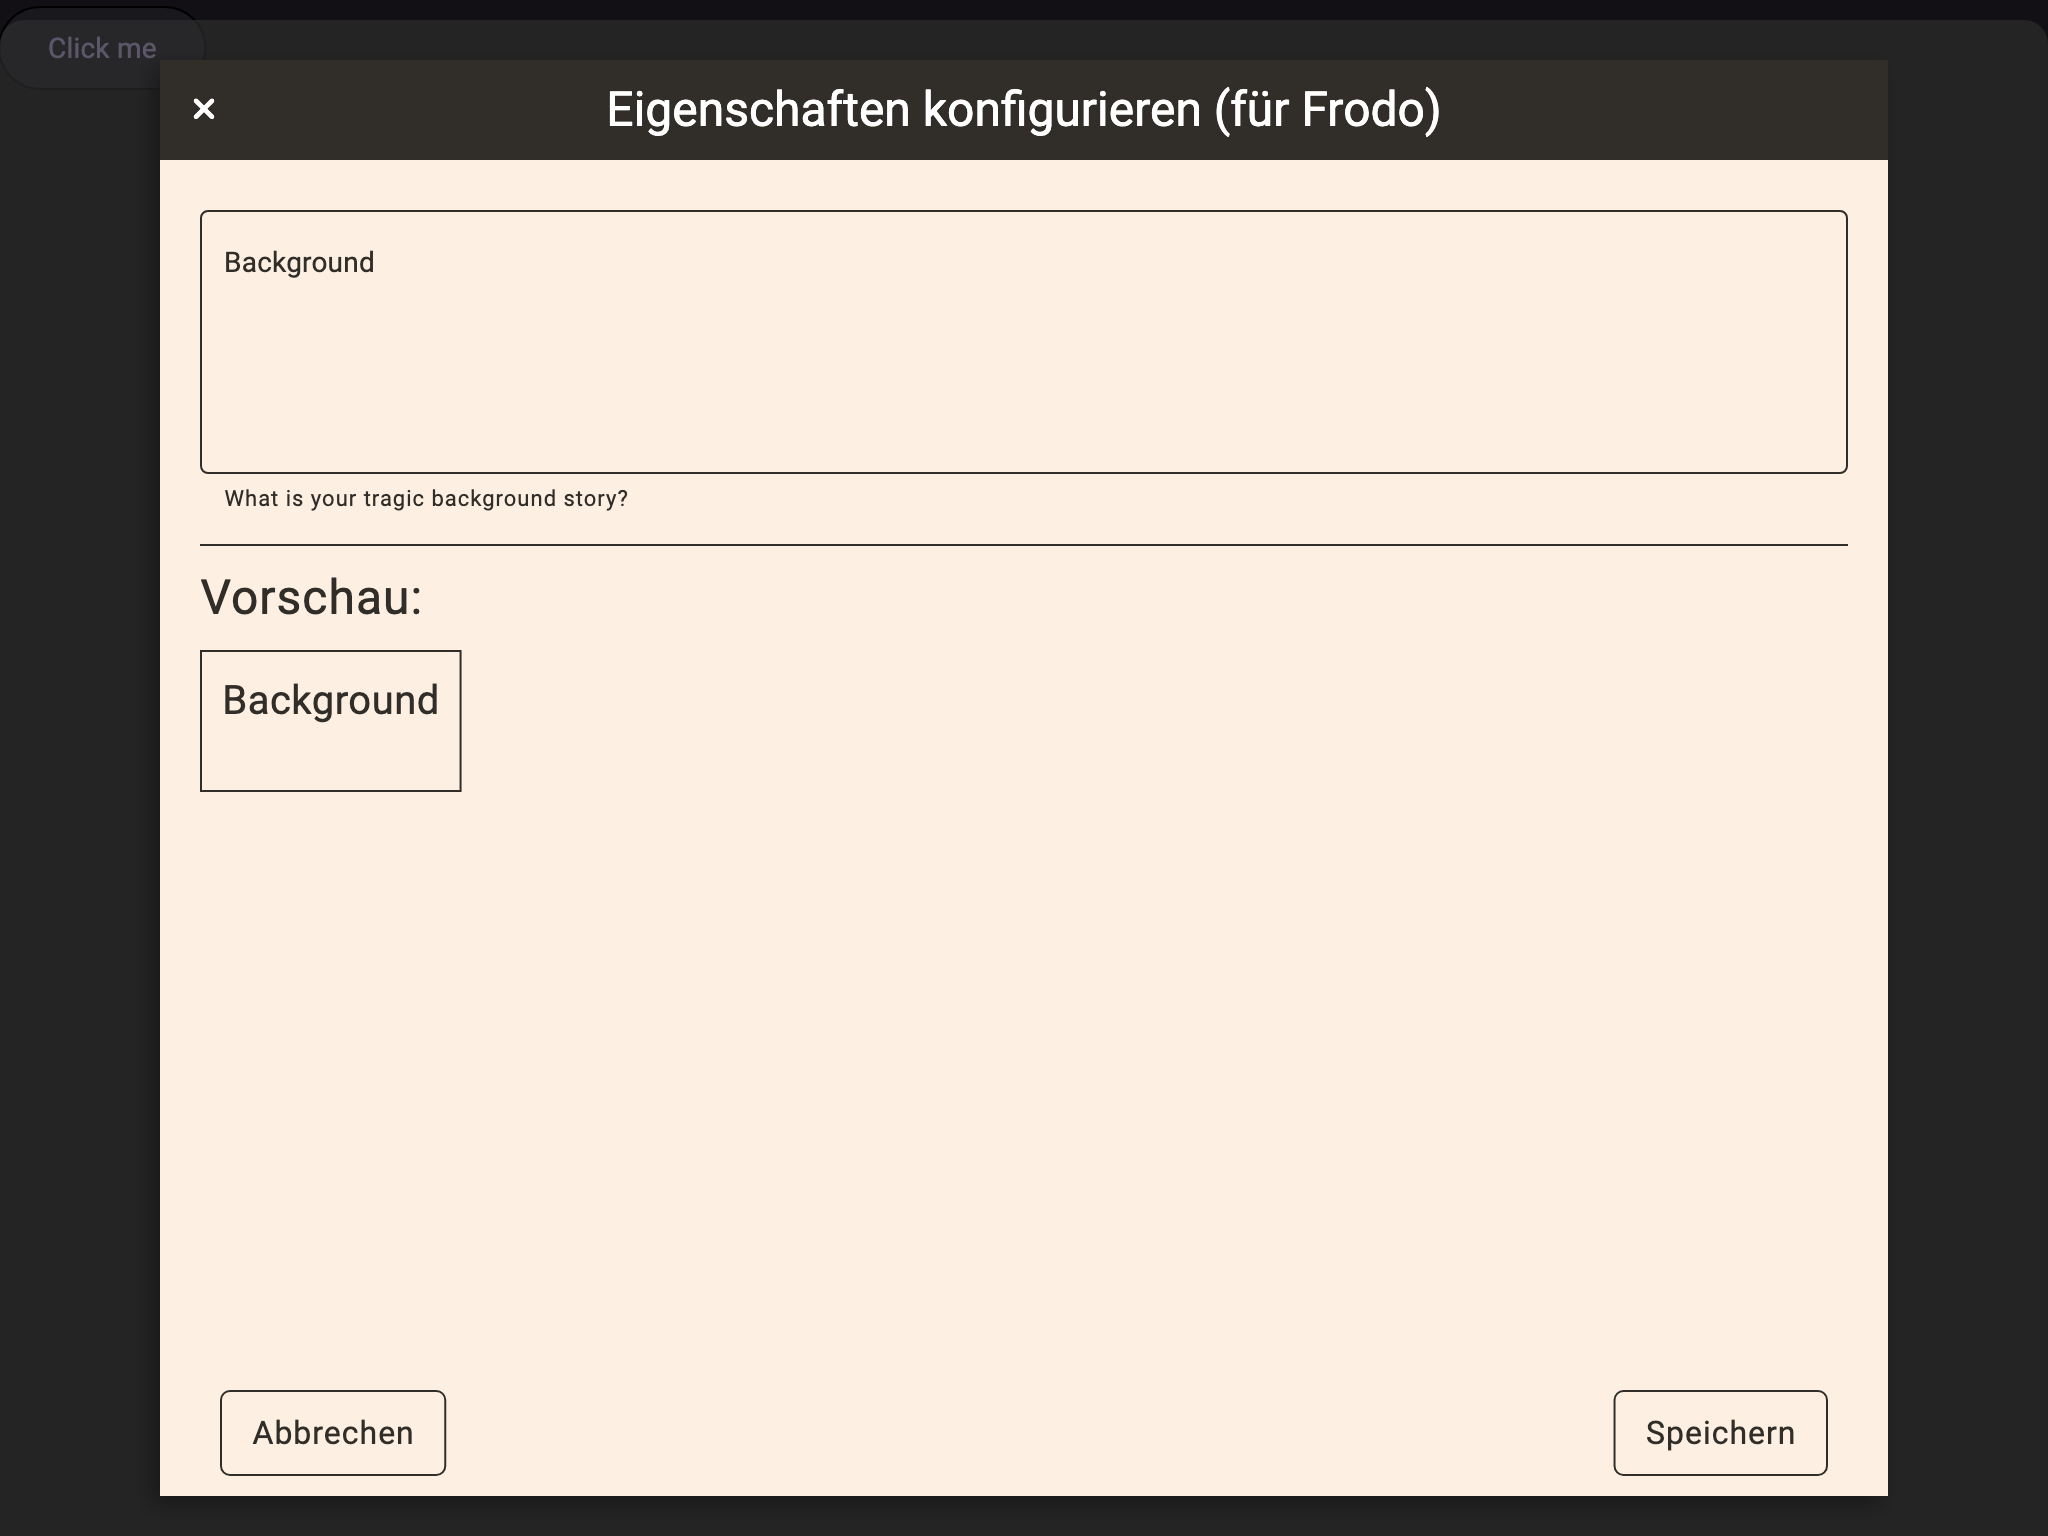 Click me
Eigenschaften konfigurieren (für Frodo)
Background
What is your tragic background story?
Vorschau:
Background
Abbrechen
Speichern